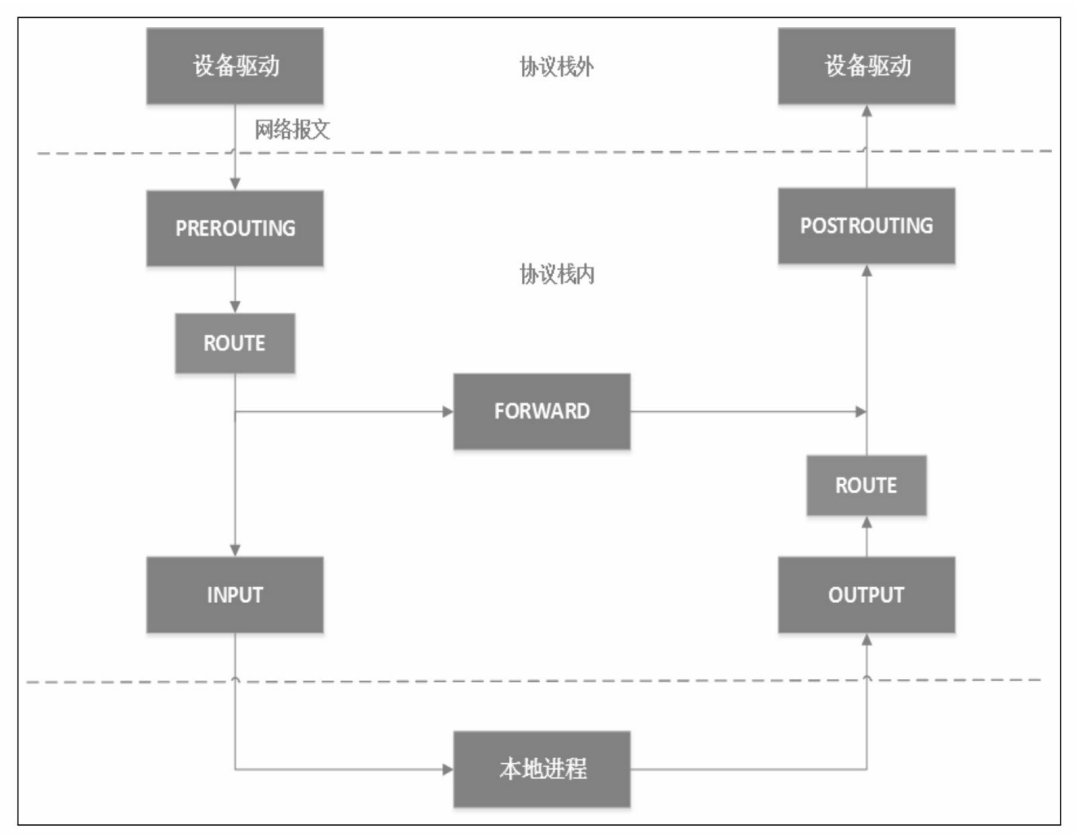 设备驱动
协议栈外
设备驱动
网络报文
PREROUTING
POSTROUTING
协议栈内
ROUTE
FORWARD
ROUTE
INPUT
OUTPUT
本地进程